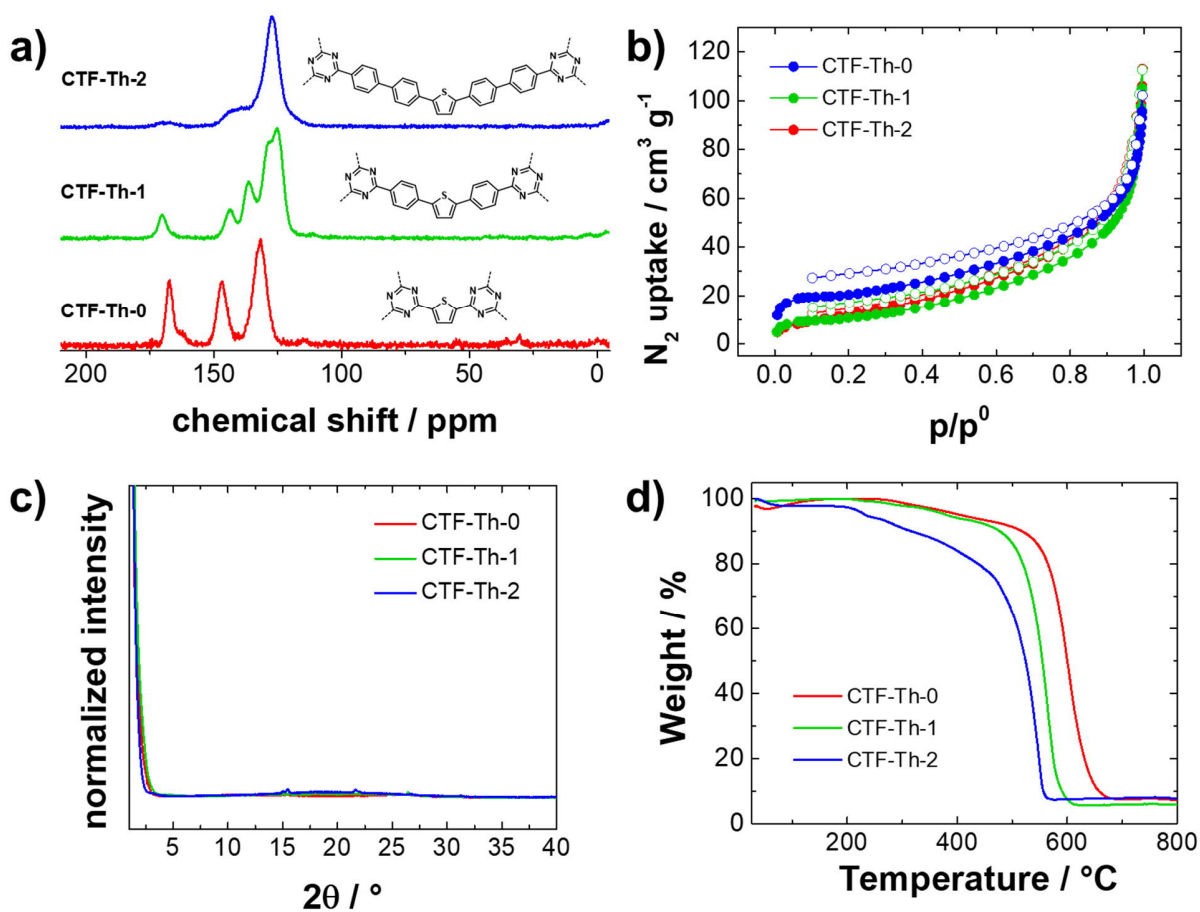 a)
CTF-Th-2
CTF-Th-1
CTF-Th-0
N N N S N N N
N N N S N N N
N N N S N N N
200 150 100 50 0
chemical shift / ppm
b)
120
100
80
60
40
20
0
N₂ uptake / cm³ g⁻¹
CTF-Th-0
CTF-Th-1
CTF-Th-2
0.0 0.2 0.4 0.6 0.8 1.0
p/p⁰
c)
normalized intensity
CTF-Th-0
CTF-Th-1
CTF-Th-2
5 10 15 20 25 30 35 40
2θ / °
d)
100
80
60
40
20
0
Weight / %
CTF-Th-0
CTF-Th-1
CTF-Th-2
200 400 600 800
Temperature / °C